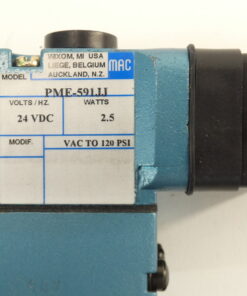 WIXOM, MI USA
LIEGE, BELGIUM
AUCKLAND, N.Z.
MAC
MODEL
PME-591JJ
VOLTS / HZ.
WATTS
24 VDC
2.5
MODIF.
VAC TO 120 PSI